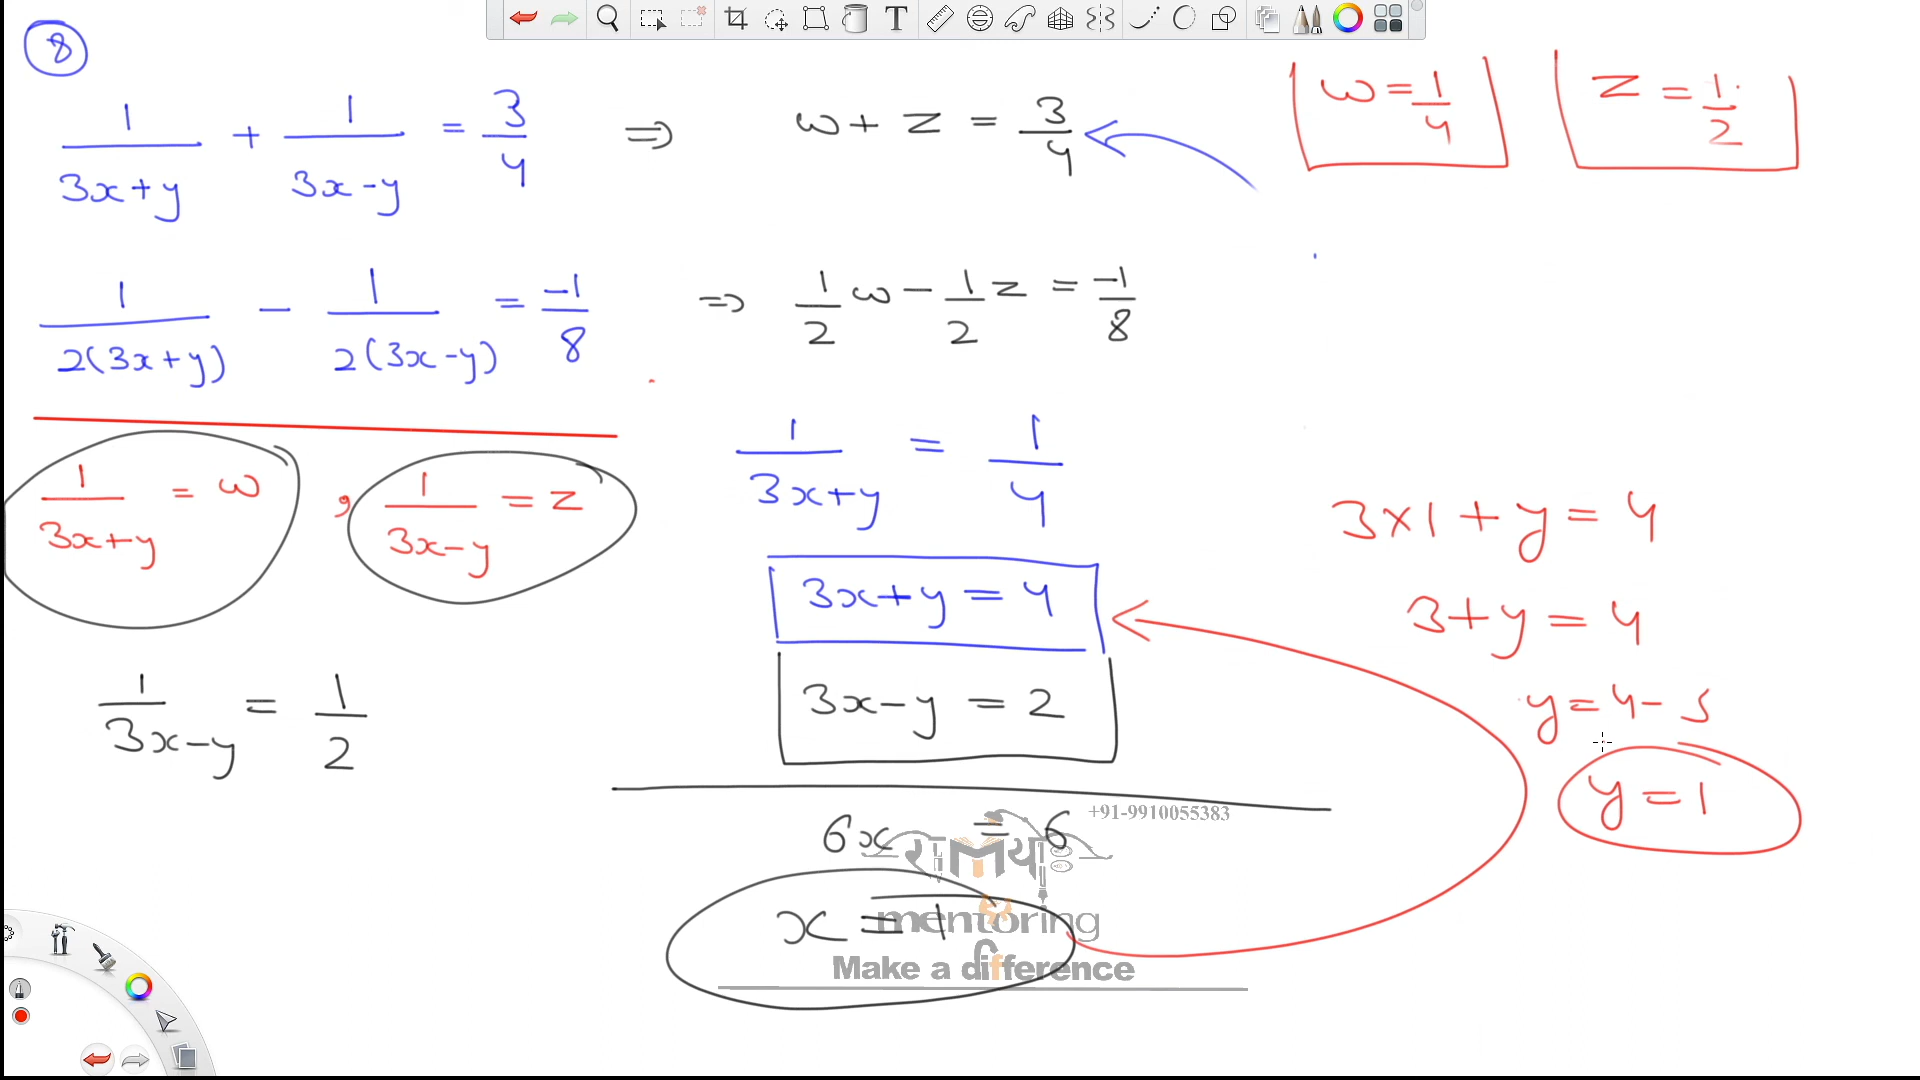 8
1/(3x+y) + 1/(3x-y) = 3/4 => w + z = 3/4
w = 1/4
z = 1/2
1/(2(3x+y)) - 1/(2(3x-y)) = -1/8 => 1/2 w - 1/2 z = -1/8
1/(3x+y) = w , 1/(3x-y) = z
1/(3x-y) = 1/2
1/(3x+y) = 1/4
3x+y = 4
3x-y = 2
6x = 6
x = 1
3x1 + y = 4
3+y = 4
y = 4-3
y = 1
+91-9910055383
mentoring
Make a difference